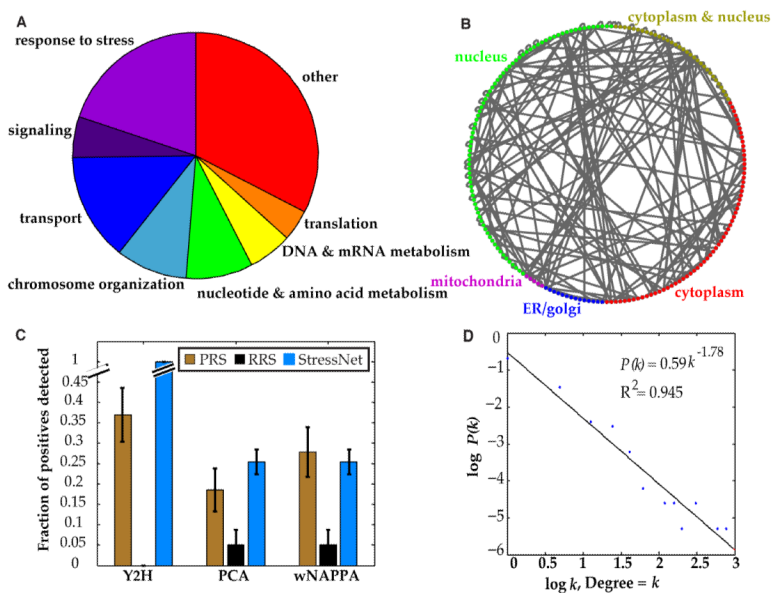 A
response to stress
other
signaling
transport
translation
DNA & mRNA metabolism
chromosome organization
nucleotide & amino acid metabolism
B
cytoplasm & nucleus
nucleus
mitochondria
ER/golgi
cytoplasm
C
Fraction of positives detected
1
0.45
0.4
0.35
0.3
0.25
0.2
0.15
0.1
0.05
0
PRS RRS StressNet
Y2H PCA wNAPPA
D
log P(k)
0
−1
−2
−3
−4
−5
−6
P(k) = 0.59k^-1.78
R^2 = 0.945
0 0.5 1 1.5 2 2.5 3
log k, Degree = k